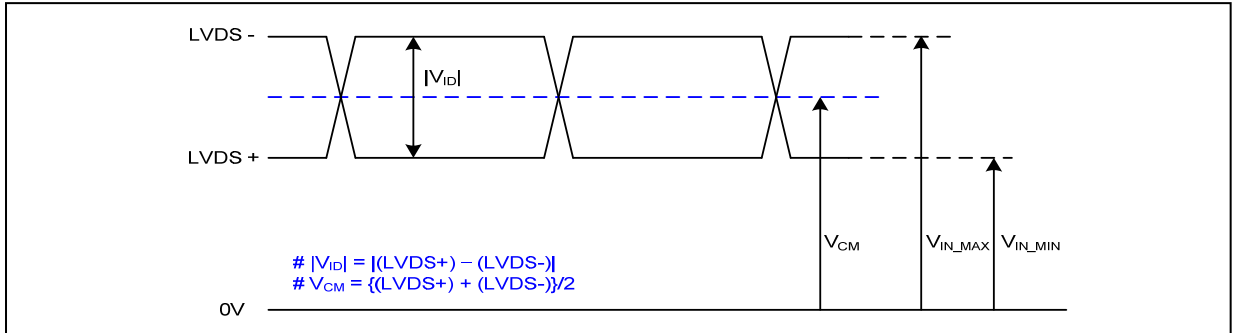 LVDS -
|VID|
LVDS +
VCM
VIN_MAX
VIN_MIN
# |VID| = |(LVDS+) – (LVDS-)|
# VCM = {(LVDS+) + (LVDS-)}/2
0V